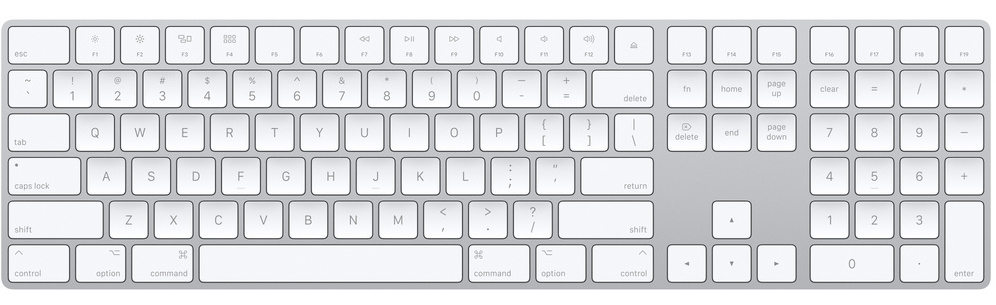 esc F1 F2 F3 F4 F5 F6 F7 F8 F9 F10 F11 F12 F13 F14 F15 F16 F17 F18 F19
~ ! @ # $ % ^ & * ( ) — +
` 1 2 3 4 5 6 7 8 9 0 - = delete fn home page up clear = / *
tab Q W E R T Y U I O P { [ } ] | \ delete end page down 7 8 9 −
caps lock A S D F G H J K L : ; " ' return 4 5 6 +
shift Z X C V B N M < , > . ? / shift 1 2 3
control option command command option control 0 . enter